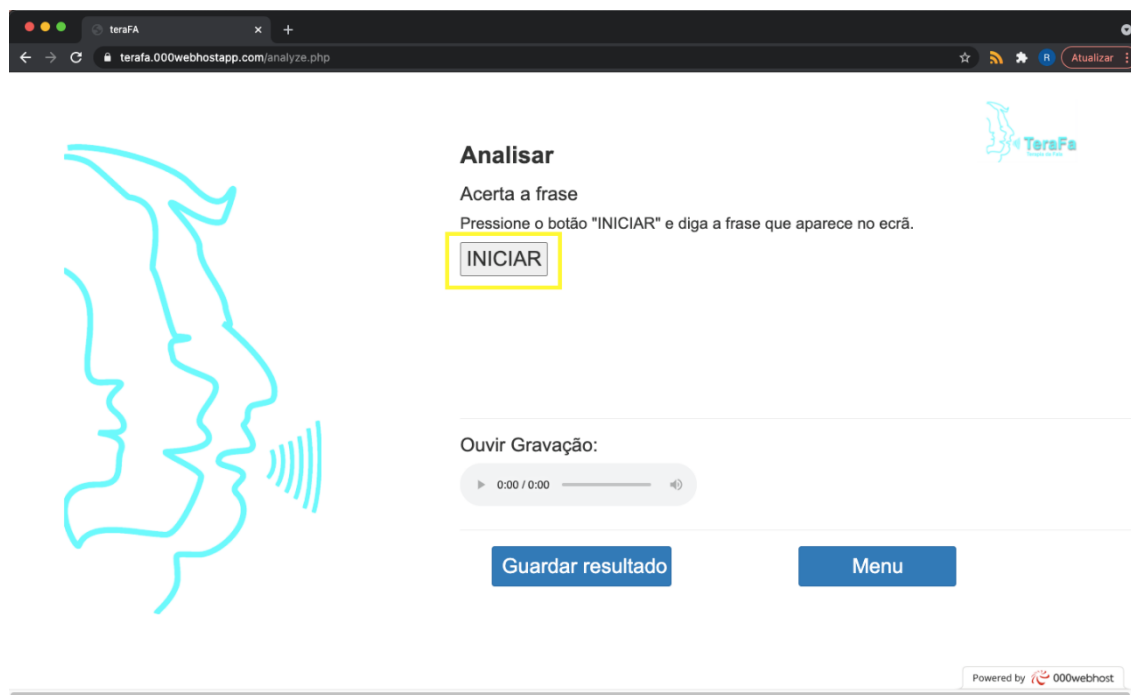 teraFA
terafa.000webhostapp.com/analyze.php
R
Atualizar
TeraFa
Analisar
Acerta a frase
Pressione o botão "INICIAR" e diga a frase que aparece no ecrã.
INICIAR
Ouvir Gravação:
0:00 / 0:00
Guardar resultado
Menu
Powered by 000webhost